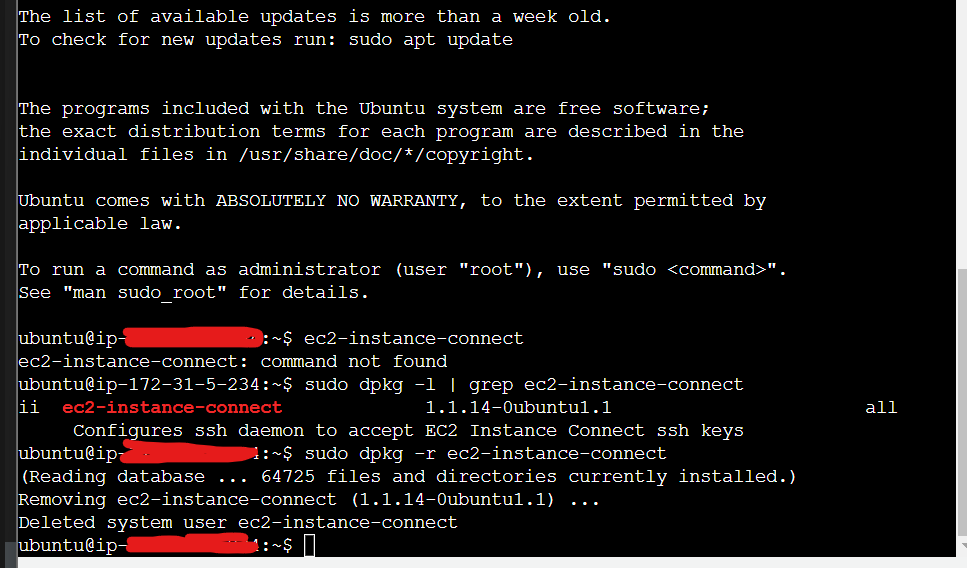 The list of available updates is more than a week old.
To check for new updates run: sudo apt update
The programs included with the Ubuntu system are free software;
the exact distribution terms for each program are described in the
individual files in /usr/share/doc/*/copyright.
Ubuntu comes with ABSOLUTELY NO WARRANTY, to the extent permitted by
applicable law.
To run a command as administrator (user "root"), use "sudo <command>".
See "man sudo_root" for details.
ubuntu@ip- :~$ ec2-instance-connect
ec2-instance-connect: command not found
ubuntu@ip-172-31-5-234:~$ sudo dpkg -l | grep ec2-instance-connect
ii  ec2-instance-connect             1.1.14-0ubuntu1.1                       all
     Configures ssh daemon to accept EC2 Instance Connect ssh keys
ubuntu@ip- :~$ sudo dpkg -r ec2-instance-connect
(Reading database ... 64725 files and directories currently installed.)
Removing ec2-instance-connect (1.1.14-0ubuntu1.1) ...
Deleted system user ec2-instance-connect
ubuntu@ip- :~$